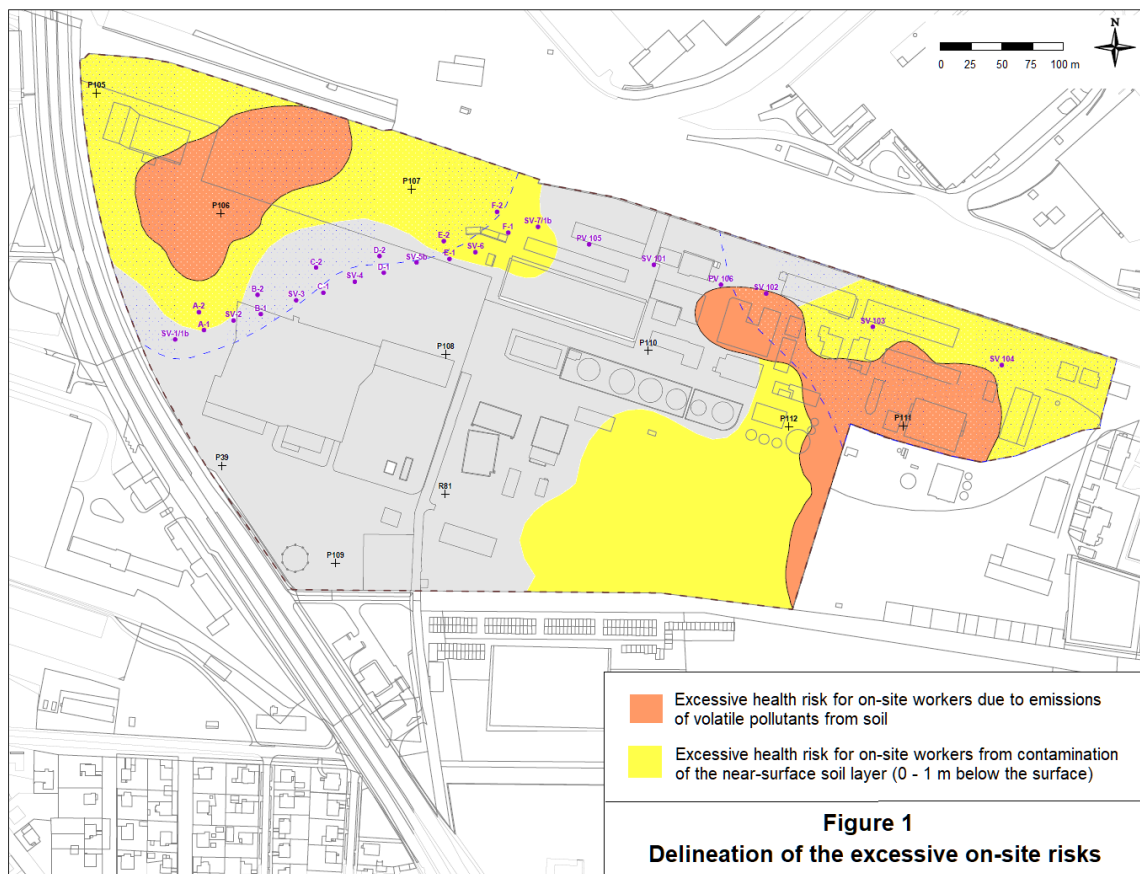 N
0 25 50 75 100 m
P105
P106
P107
F-2
F-1
SV-7/1b
E-2
SV-6
E-1
PV 105
SV 101
D-2
SV-5b
D-1
C-2
SV-4
C-1
PV 106
SV 102
B-2
SV-3
B-1
A-2
SV-2
A-1
SV-1/1b
SV-103
P108
P110
SV 104
P112
P111
P39
R81
P109
Excessive health risk for on-site workers due to emissions
of volatile pollutants from soil
Excessive health risk for on-site workers from contamination
of the near-surface soil layer (0 - 1 m below the surface)
Figure 1
Delineation of the excessive on-site risks